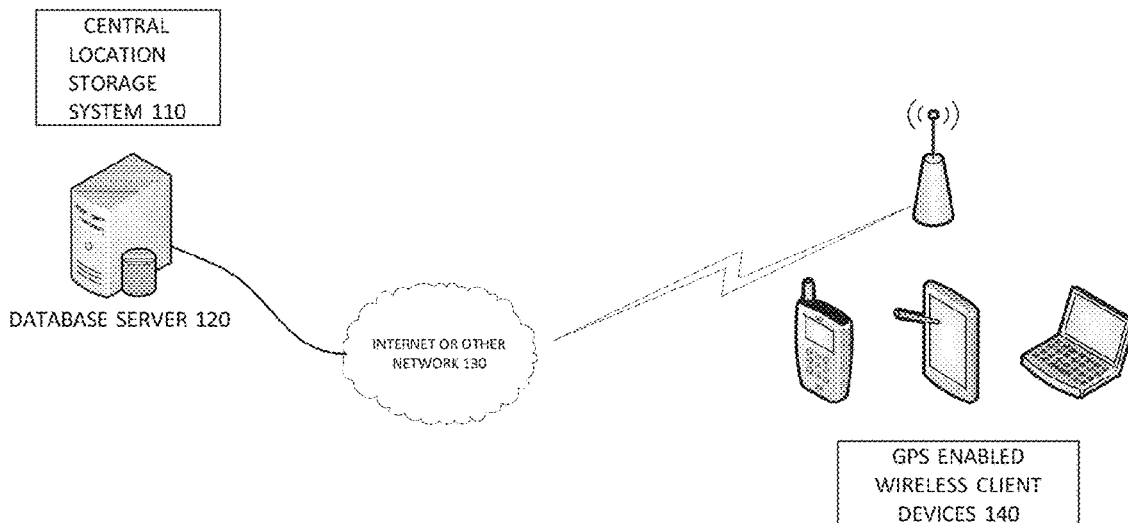 CENTRAL
LOCATION
STORAGE
SYSTEM 110
DATABASE SERVER 120
INTERNET OR OTHER
NETWORK 130
GPS ENABLED
WIRELESS CLIENT
DEVICES 140